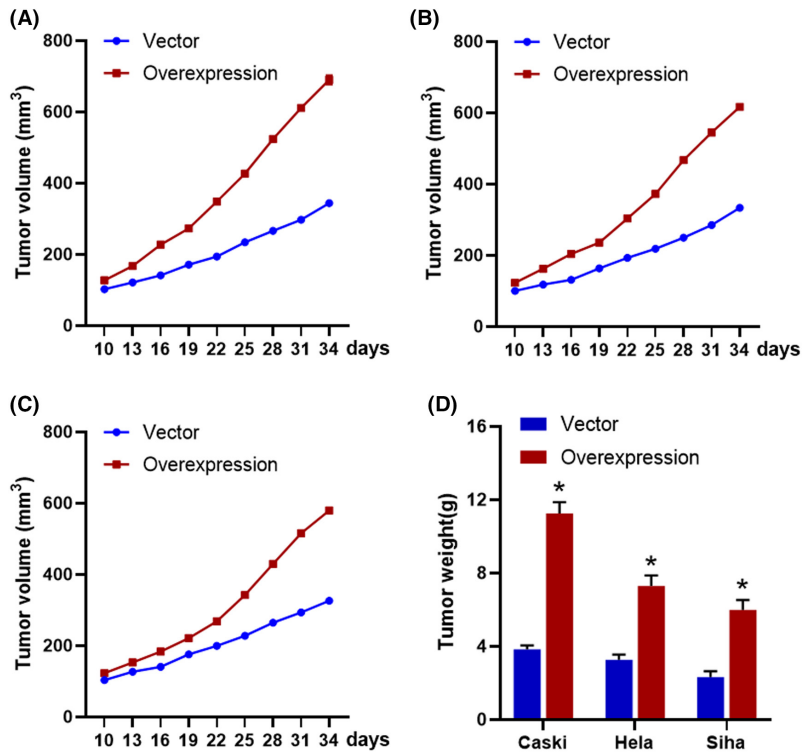 (A)
Vector
Overexpression
Tumor volume (mm³)
800
600
400
200
0
10 13 16 19 22 25 28 31 34 days
(B)
Vector
Overexpression
Tumor volume (mm³)
800
600
400
200
0
10 13 16 19 22 25 28 31 34 days
(C)
Vector
Overexpression
Tumor volume (mm³)
800
600
400
200
0
10 13 16 19 22 25 28 31 34 days
(D)
Vector
Overexpression
Tumor weight(g)
16
12
8
4
0
* * *
Caski Hela Siha